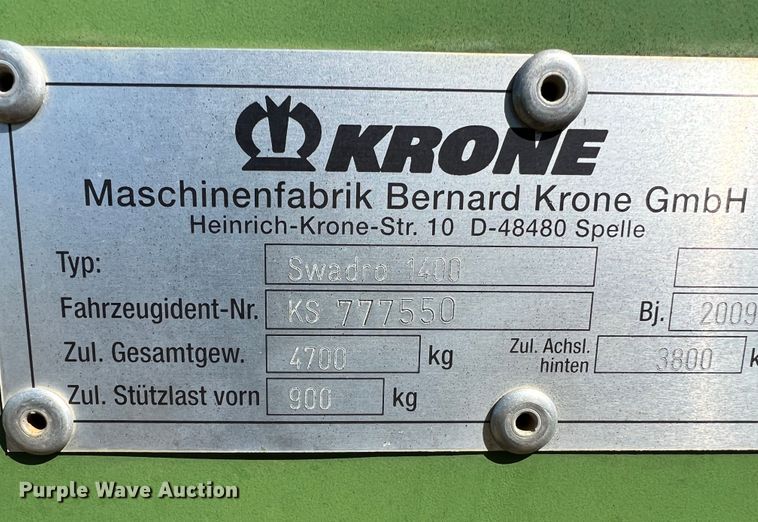 KRONE
Maschinenfabrik Bernard Krone GmbH
Heinrich-Krone-Str. 10 D-48480 Spelle
Typ: Swadro 1400
Fahrzeugident-Nr. KS 777550 Bj. 2009
Zul. Gesamtgew. 4700 kg Zul. Achsl. hinten 3800 k
Zul. Stützlast vorn 900 kg
Purple Wave Auction